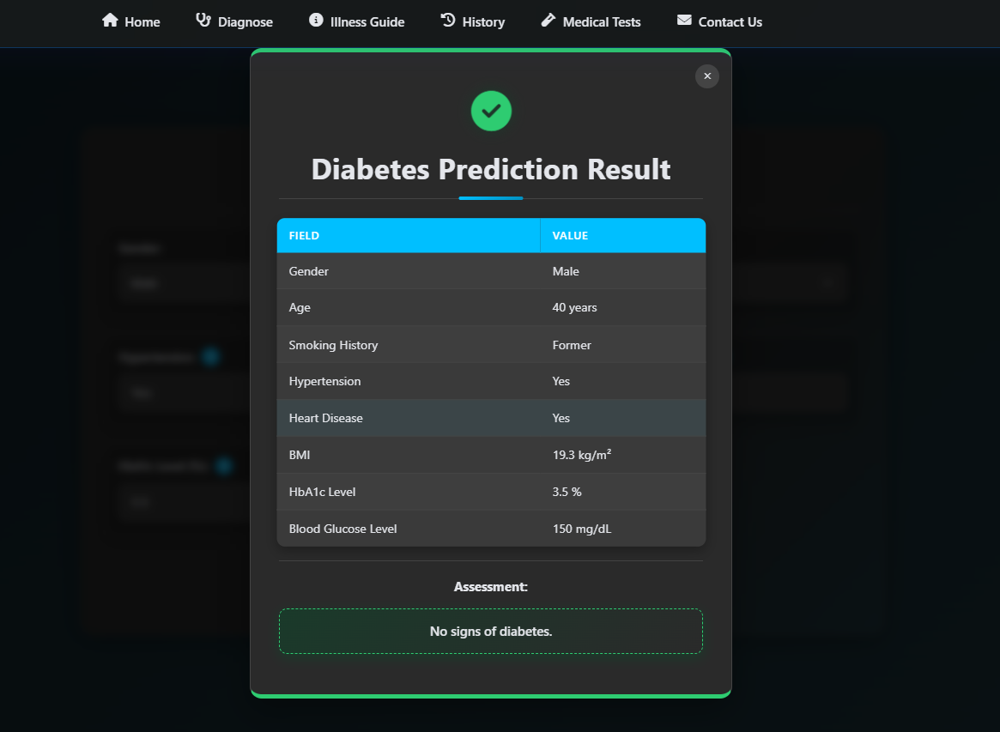 Home Diagnose Illness Guide History Medical Tests Contact Us
Diabetes Prediction Result
FIELD VALUE
Gender Male
Age 40 years
Smoking History Former
Hypertension Yes
Heart Disease Yes
BMI 19.3 kg/m²
HbA1c Level 3.5 %
Blood Glucose Level 150 mg/dL
Assessment:
No signs of diabetes.